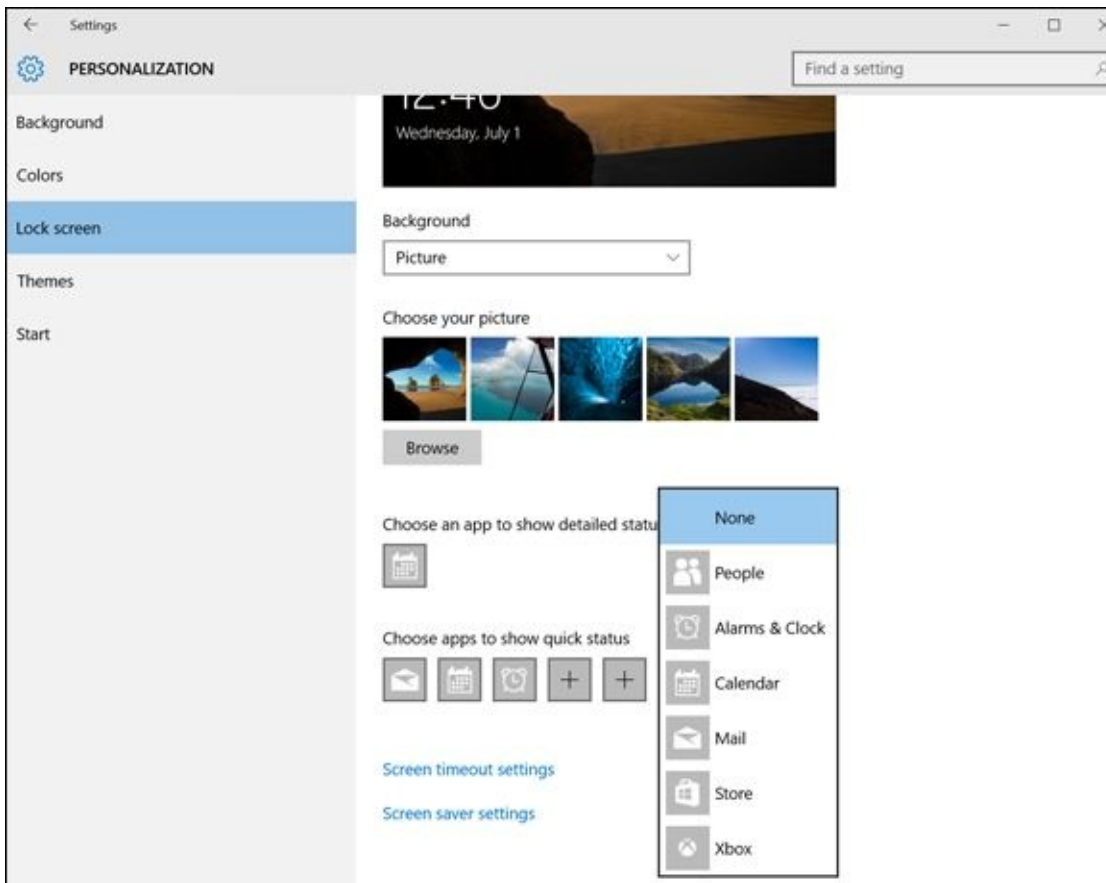 Settings
PERSONALIZATION
Find a setting
Background
Colors
Lock screen
Themes
Start
12:46
Wednesday, July 1
Background
Picture
Choose your picture
Browse
Choose an app to show detailed statu
Choose apps to show quick status
Screen timeout settings
Screen saver settings
None
People
Alarms & Clock
Calendar
Mail
Store
Xbox